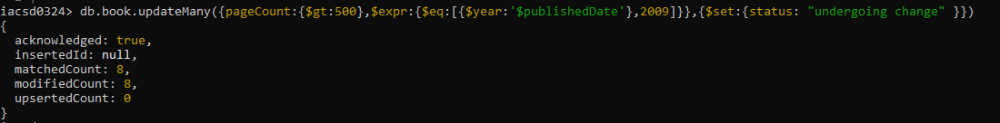 iacsd0324> db.book.updateMany({pageCount:{$gt:500},$expr:{$eq:[{$year:'$publishedDate'},2009]}},{$set:{status: "undergoing change" }})
{
  acknowledged: true,
  insertedId: null,
  matchedCount: 8,
  modifiedCount: 8,
  upsertedCount: 0
}